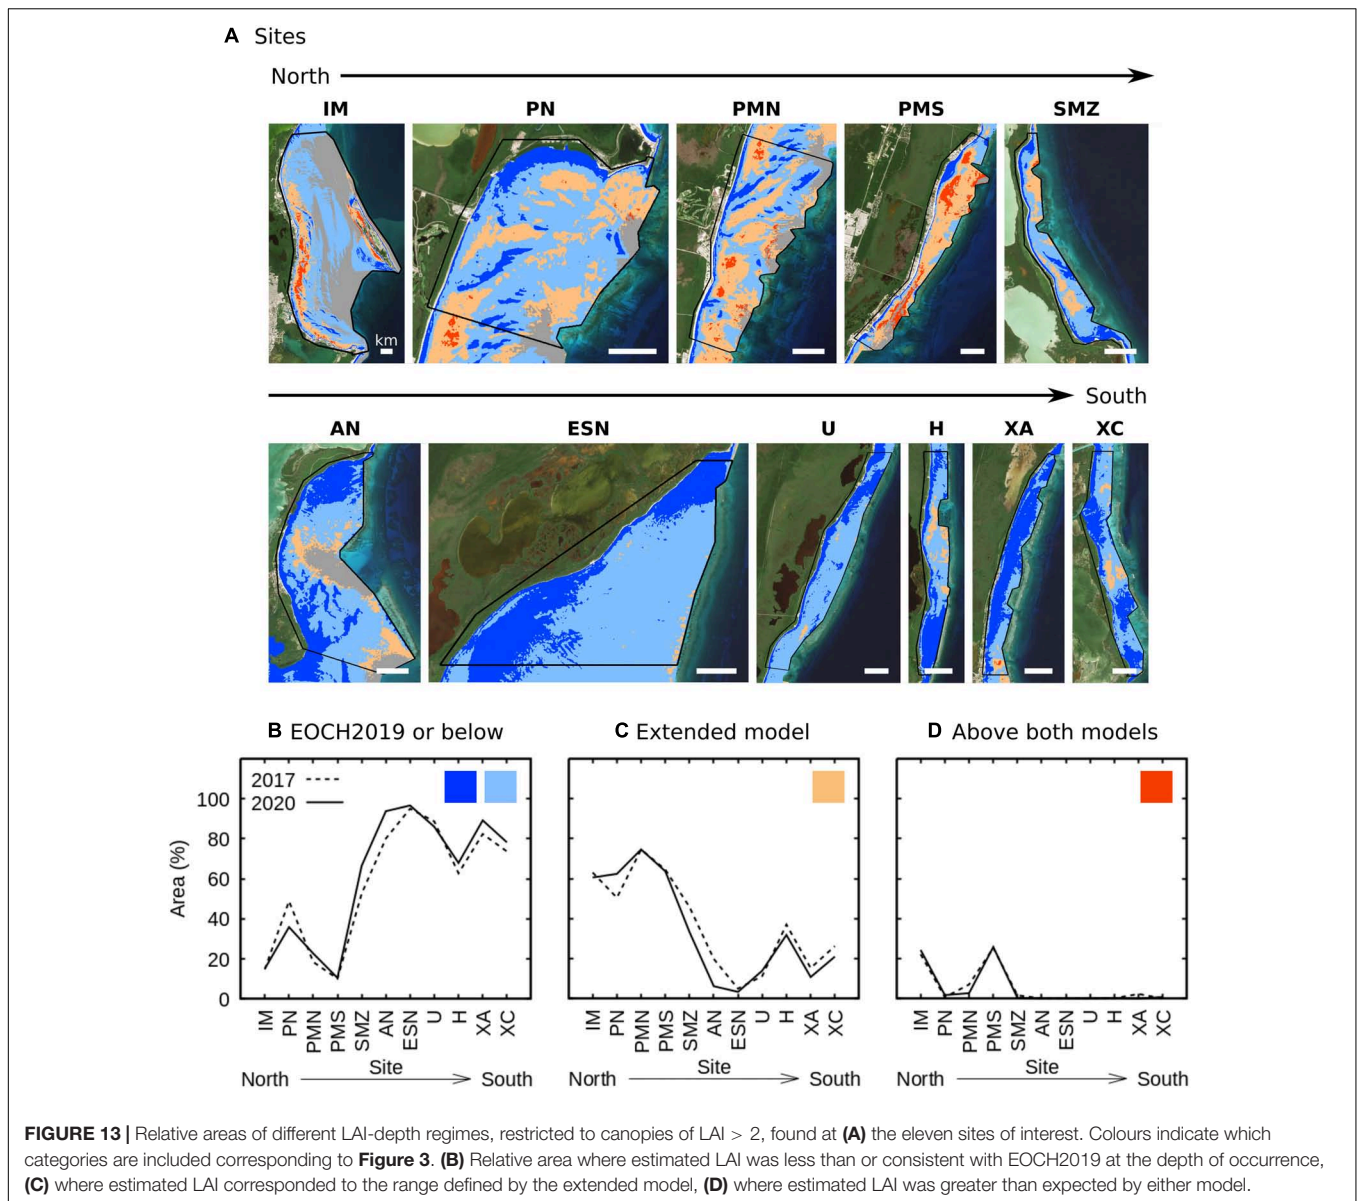 A Sites
North
IM PN PMN PMS SMZ
km
South
AN ESN U H XA XC
B EOCH2019 or below
C Extended model
D Above both models
2017
2020
Area (%)
100
80
60
40
20
0
IM PN PMN PMS SMZ AN ESN U H XA XC
IM PN PMN PMS SMZ AN ESN U H XA XC
IM PN PMN PMS SMZ AN ESN U H XA XC
Site
North South
Site
North South
Site
North South
FIGURE 13 | Relative areas of different LAI-depth regimes, restricted to canopies of LAI > 2, found at (A) the eleven sites of interest. Colours indicate which
categories are included corresponding to Figure 3. (B) Relative area where estimated LAI was less than or consistent with EOCH2019 at the depth of occurrence,
(C) where estimated LAI corresponded to the range defined by the extended model, (D) where estimated LAI was greater than expected by either model.